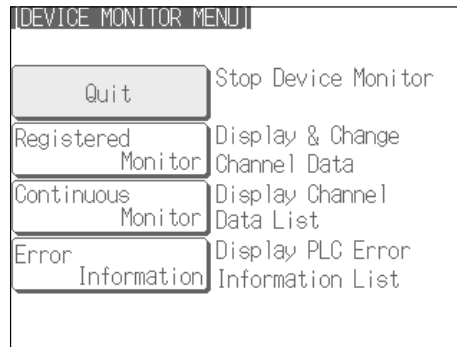 [DEVICE MONITOR MENU]
Quit
Stop Device Monitor
Registered
Monitor
Display & Change
Channel Data
Continuous
Monitor
Display Channel
Data List
Error
Information
Display PLC Error
Information List